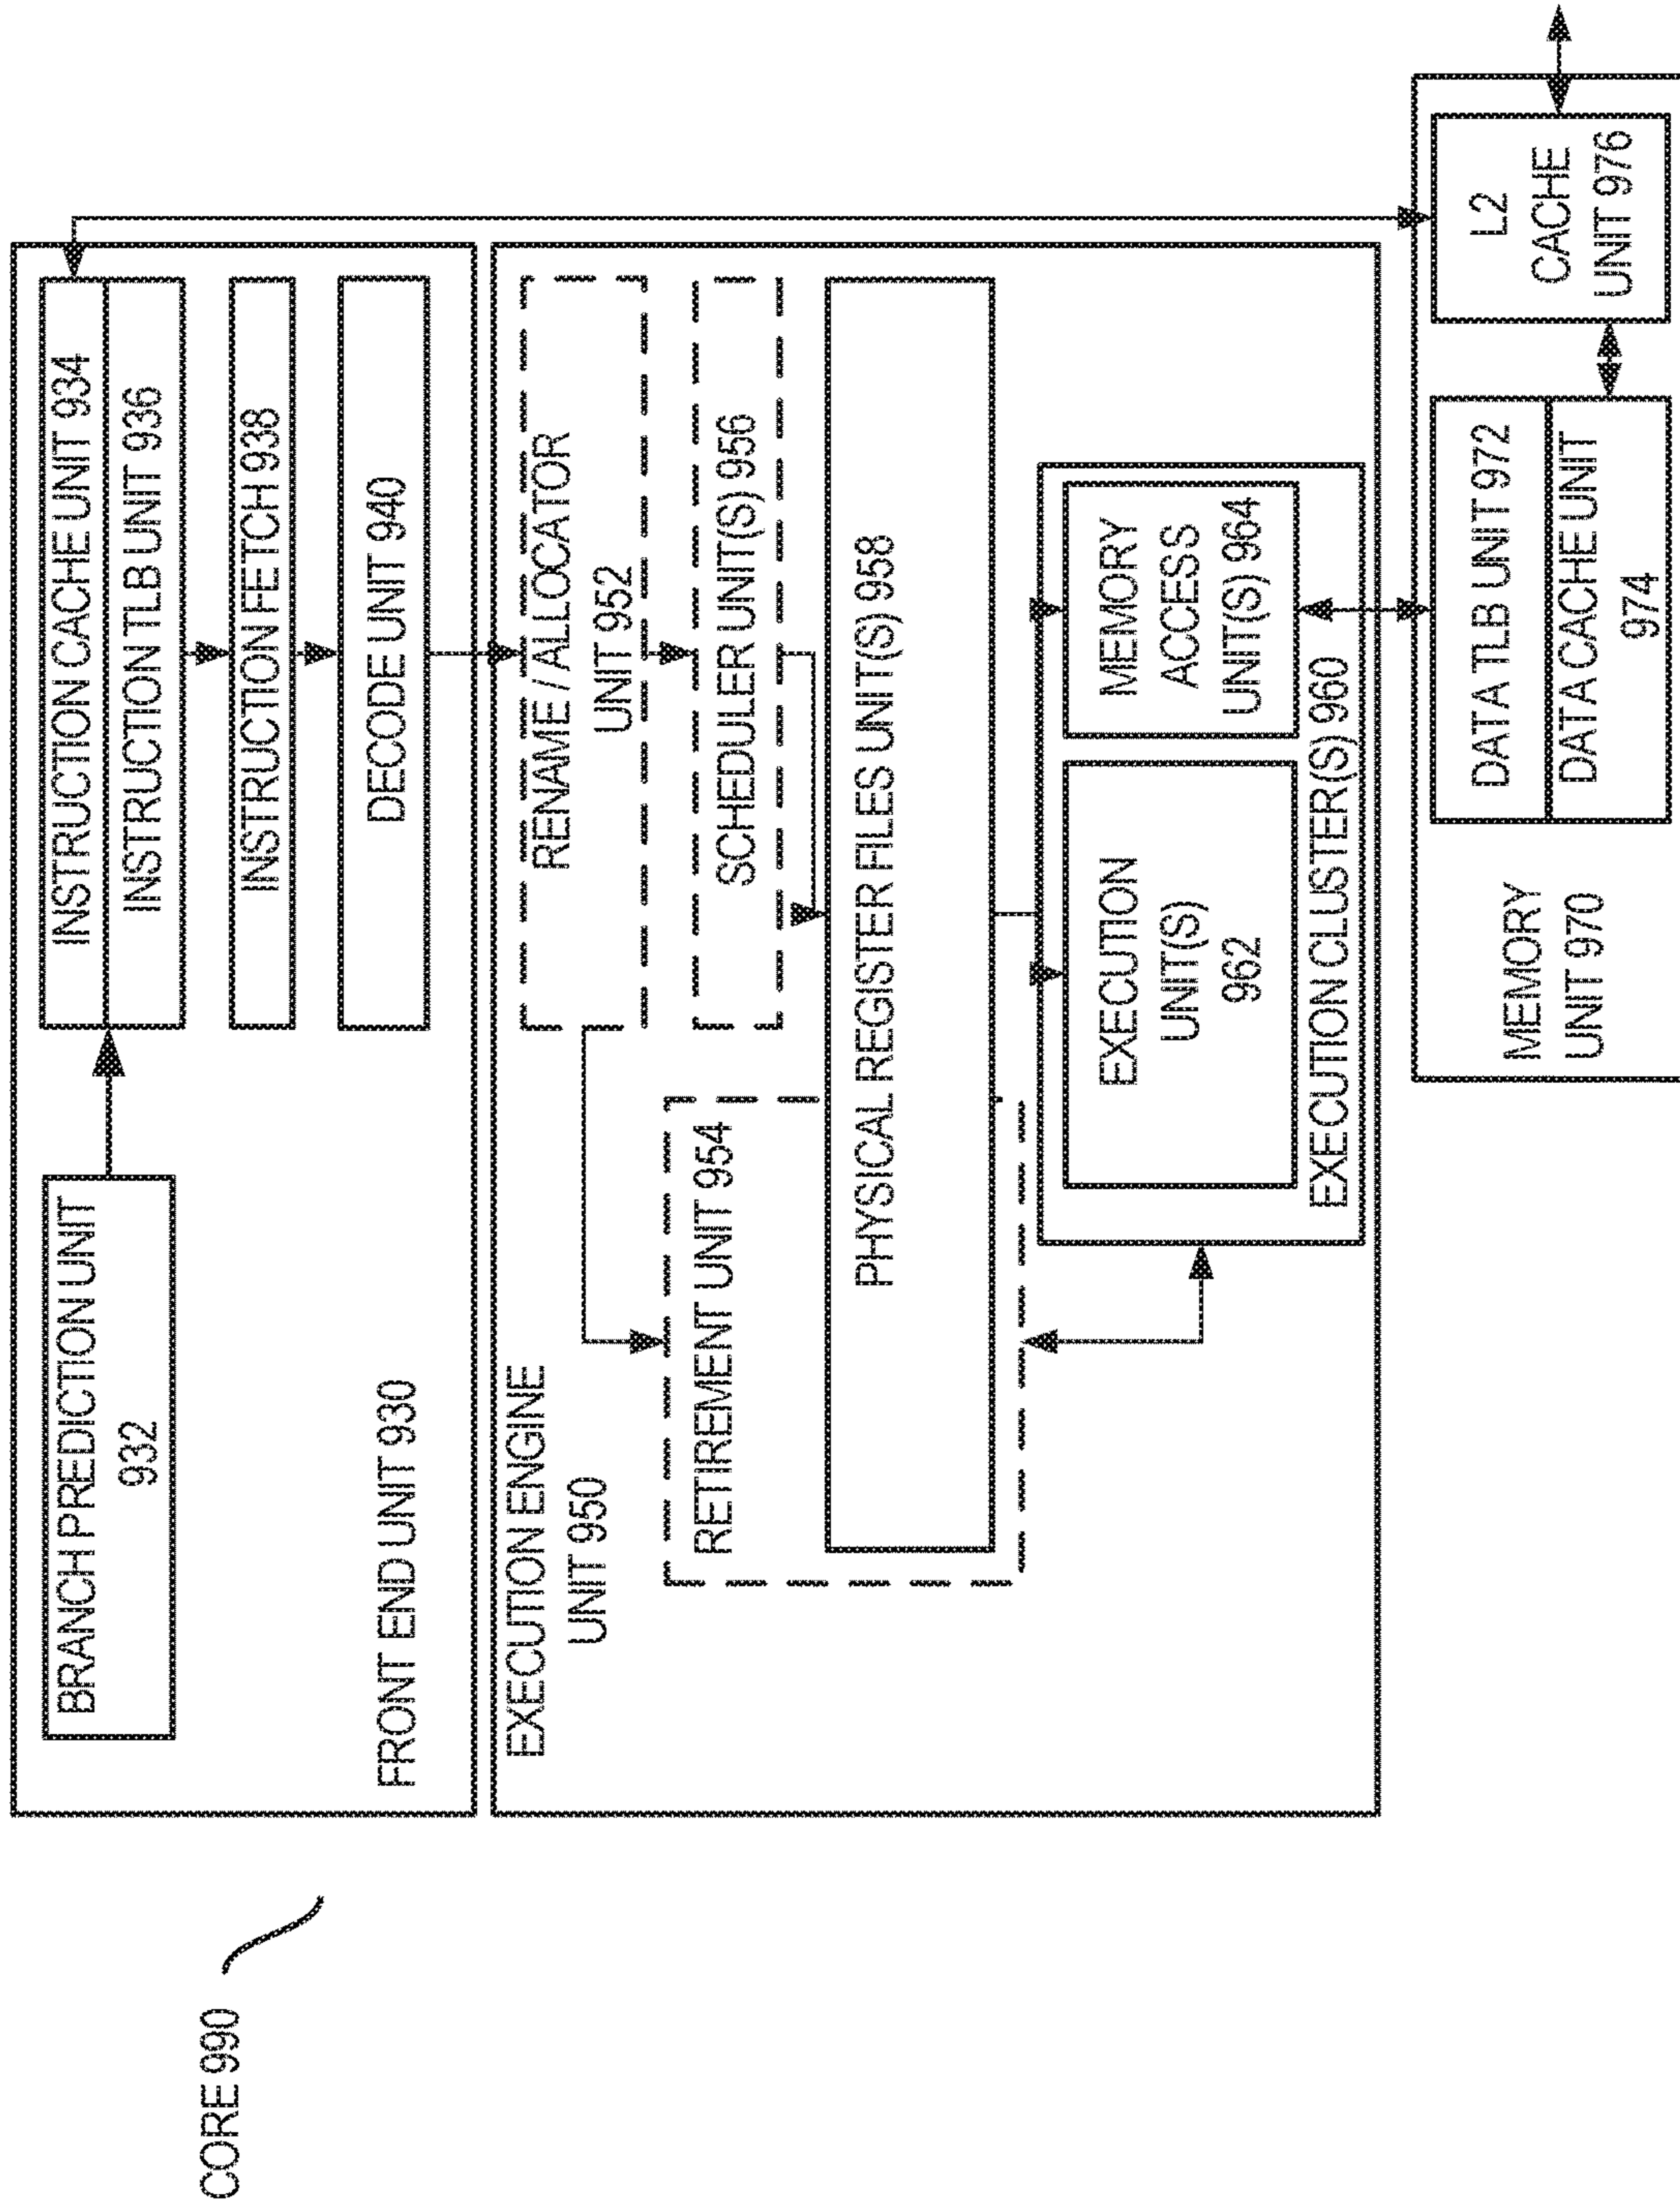 CORE 990
BRANCH PREDICTION UNIT
932
INSTRUCTION CACHE UNIT 934
INSTRUCTION TLB UNIT 936
INSTRUCTION FETCH 938
DECODE UNIT 940
FRONT END UNIT 930
EXECUTION ENGINE
UNIT 950
RENAME / ALLOCATOR
UNIT 952
RETIREMENT UNIT 954
SCHEDULER UNIT(S) 956
PHYSICAL REGISTER FILES UNIT(S) 958
EXECUTION
UNIT(S)
962
MEMORY
ACCESS
UNIT(S) 964
EXECUTION CLUSTER(S) 960
MEMORY
UNIT 970
DATA TLB UNIT 972
DATA CACHE UNIT
974
L2
CACHE
UNIT 976